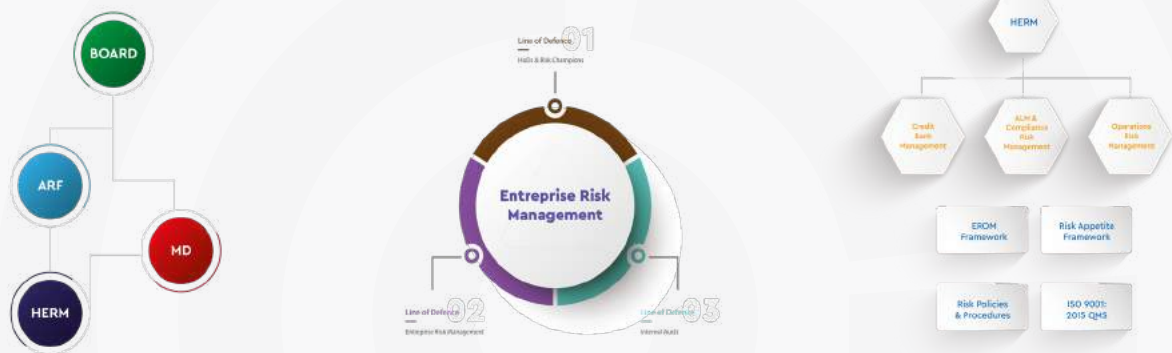 BOARD
ARF
MD
HERM
01
Line of Defence
HoDs & Risk Champions
Entreprise Risk
Management
02
Line of Defence
Entreprise Risk Management
03
Line of Defence
Internal Audit
HERM
Credit
Management
ALM &
Compliance
Risk
Management
Operations
Risk
Management
EROM
Framework
Risk Appetite
Framework
Risk Policies
& Procedures
ISO 9001:
2015 QMS